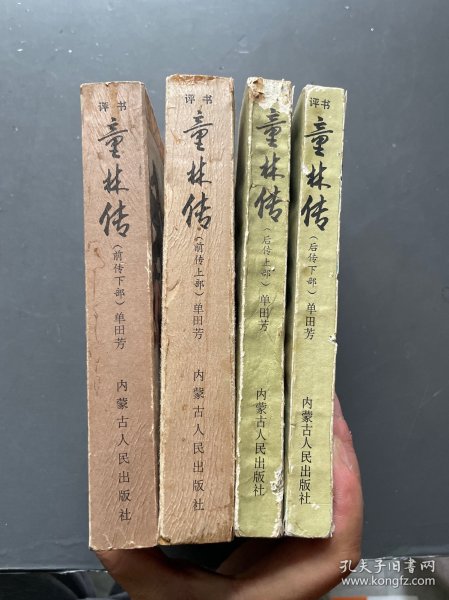 评书
童林传
（前传下部）
单田芳
内蒙古人民出版社
评书
童林传
（前传上部）
单田芳
内蒙古人民出版社
童林传
（后传上部）
单田芳
内蒙古人民出版社
评书
童林传
（后传下部）
单田芳
内蒙古人民出版社
孔夫子旧书网
www.kongfz.com